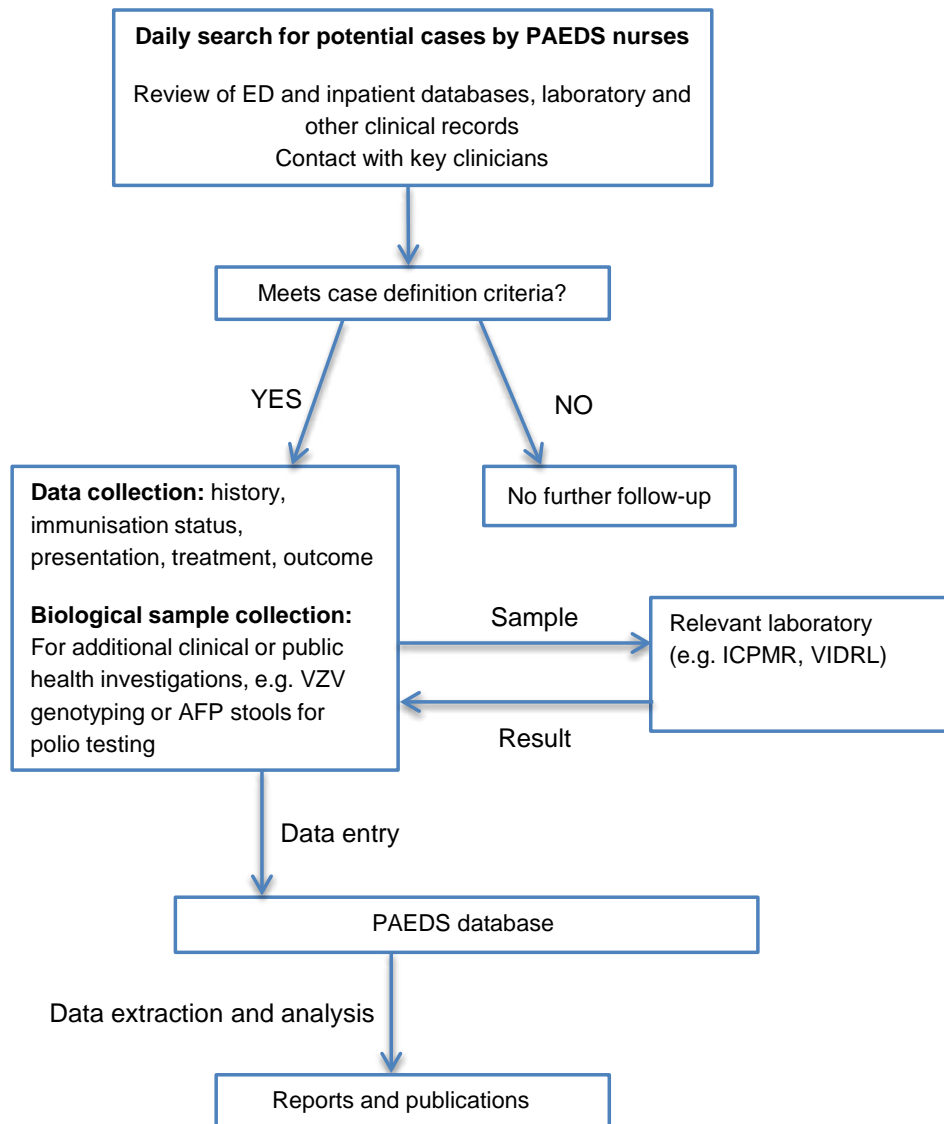 Daily search for potential cases by PAEDS nurses
Review of ED and inpatient databases, laboratory and
other clinical records
Contact with key clinicians
Meets case definition criteria?
YES
NO
Data collection: history,
immunisation status,
presentation, treatment, outcome
Biological sample collection:
For additional clinical or public
health investigations, e.g. VZV
genotyping or AFP stools for
polio testing
No further follow-up
Sample
Relevant laboratory
(e.g. ICPMR, VIDRL)
Result
Data entry
PAEDS database
Data extraction and analysis
Reports and publications